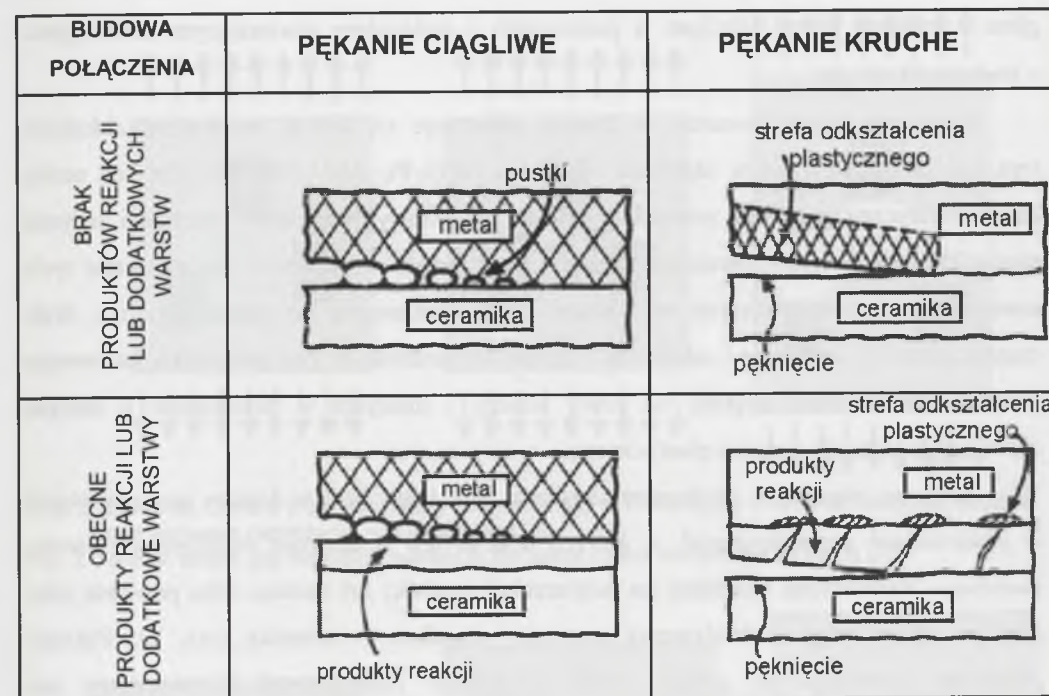 BUDOWA
POŁĄCZENIA
PĘKANIE CIĄGLIWE
PĘKANIE KRUCHE
BRAK
PRODUKTÓW REAKCJI
LUB DODATKOWYCH
WARSTW
pustki
metal
ceramika
strefa odkształcenia
plastycznego
metal
ceramika
pęknięcie
OBECNE
PRODUKTY REAKCJI LUB
DODATKOWE WARSTWY
metal
ceramika
produkty reakcji
strefa odkształcenia
plastycznego
produkty
reakcji
metal
ceramika
pęknięcie